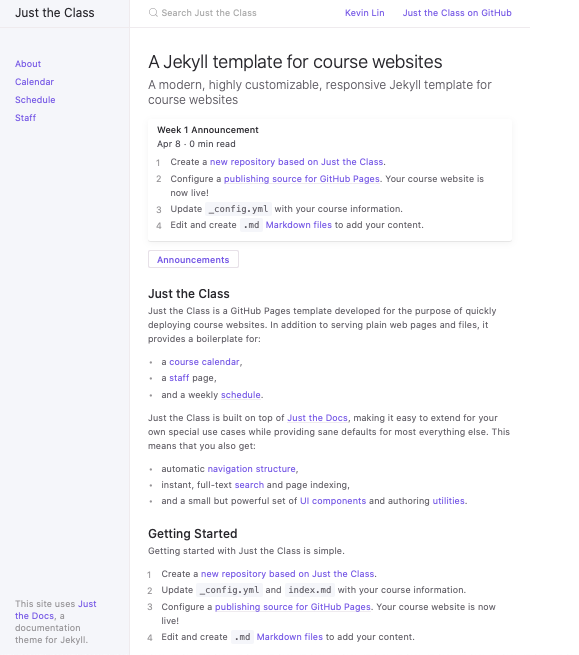 Just the Class
Search Just the Class
Kevin Lin
Just the Class on GitHub
About
Calendar
Schedule
Staff
A Jekyll template for course websites
A modern, highly customizable, responsive Jekyll template for
course websites
Week 1 Announcement
Apr 8 · 0 min read
1 Create a new repository based on Just the Class.
2 Configure a publishing source for GitHub Pages. Your course website is
now live!
3 Update _config.yml with your course information.
4 Edit and create .md Markdown files to add your content.
Announcements
Just the Class
Just the Class is a GitHub Pages template developed for the purpose of quickly
deploying course websites. In addition to serving plain web pages and files, it
provides a boilerplate for:
• a course calendar,
• a staff page,
• and a weekly schedule.
Just the Class is built on top of Just the Docs, making it easy to extend for your
own special use cases while providing sane defaults for most everything else. This
means that you also get:
• automatic navigation structure,
• instant, full-text search and page indexing,
• and a small but powerful set of UI components and authoring utilities.
Getting Started
Getting started with Just the Class is simple.
1 Create a new repository based on Just the Class.
2 Update _config.yml and index.md with your course information.
3 Configure a publishing source for GitHub Pages. Your course website is now
live!
4 Edit and create .md Markdown files to add your content.
This site uses Just
the Docs, a
documentation
theme for Jekyll.